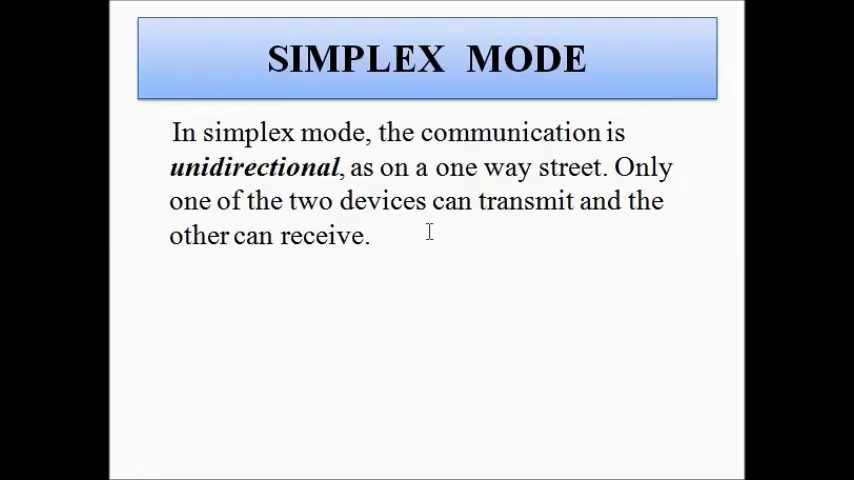 SIMPLEX MODE
In simplex mode, the communication is
unidirectional, as on a one way street. Only
one of the two devices can transmit and the
other can receive.